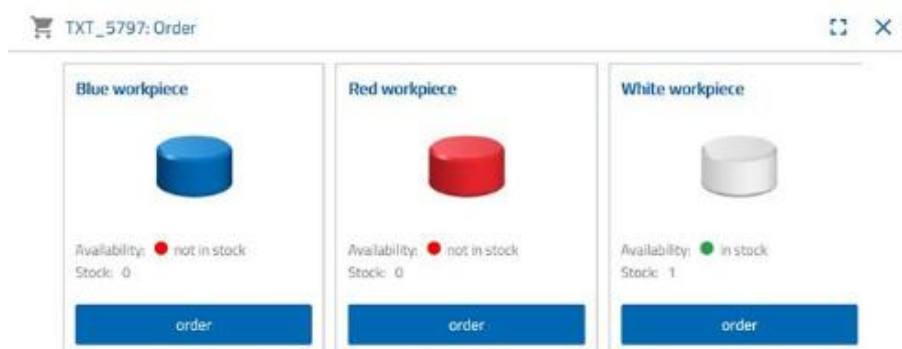 TXT_5797: Order
Blue workpiece
Availability: not in stock
Stock: 0
order
Red workpiece
Availability: not in stock
Stock: 0
order
White workpiece
Availability: in stock
Stock: 1
order